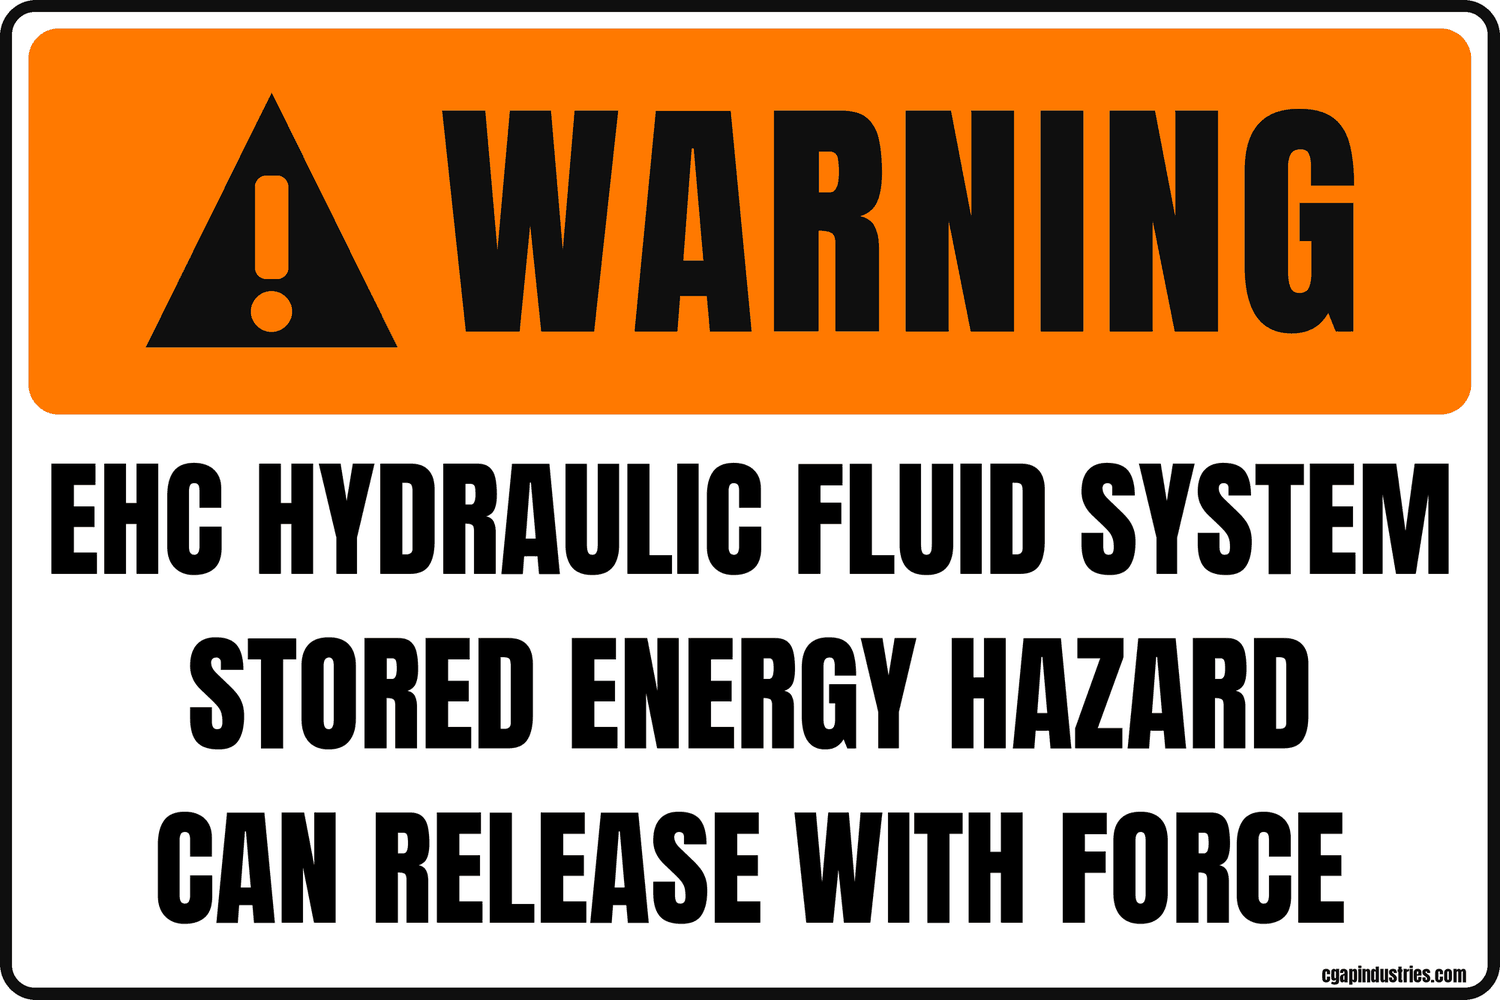 WARNING
EHC HYDRAULIC FLUID SYSTEM
STORED ENERGY HAZARD
CAN RELEASE WITH FORCE
cgapindustries.com